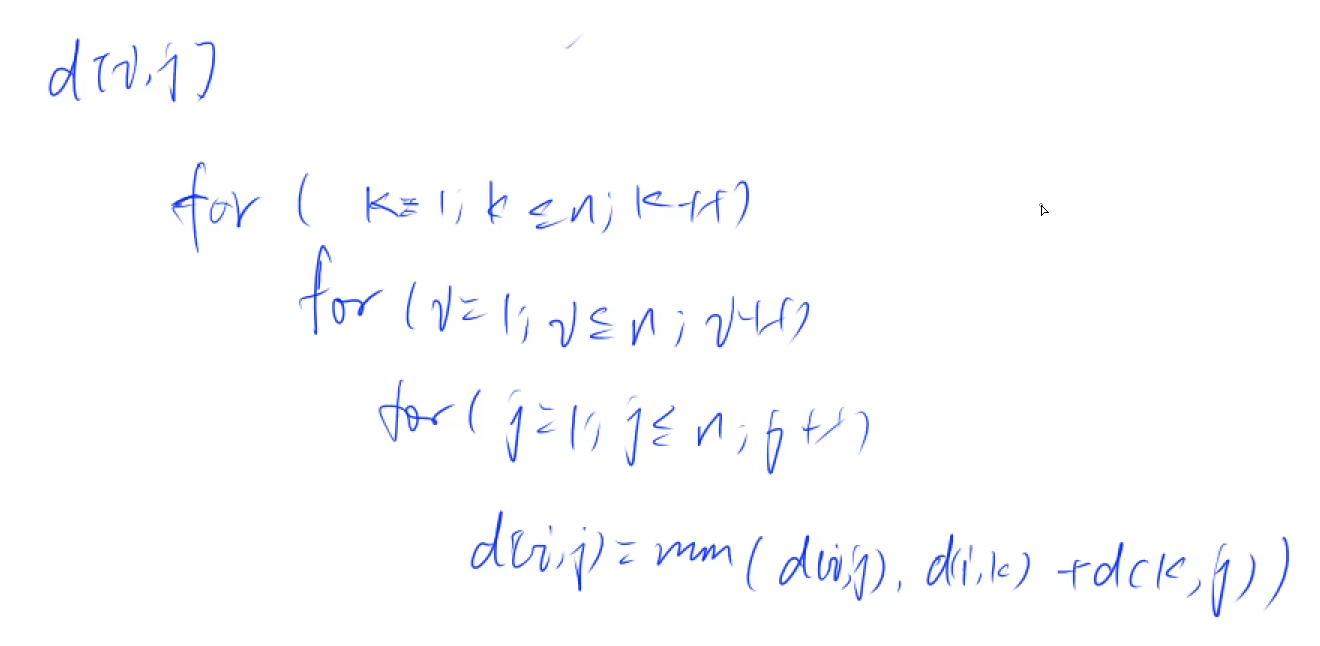 d[i,j]
for ( k=1; k≤n; k++)
for (i=1; i≤n; i++)
for ( j=1; j≤n; j++)
d(i,j)=min( d(i,j), d(i,k) +d(k,j))